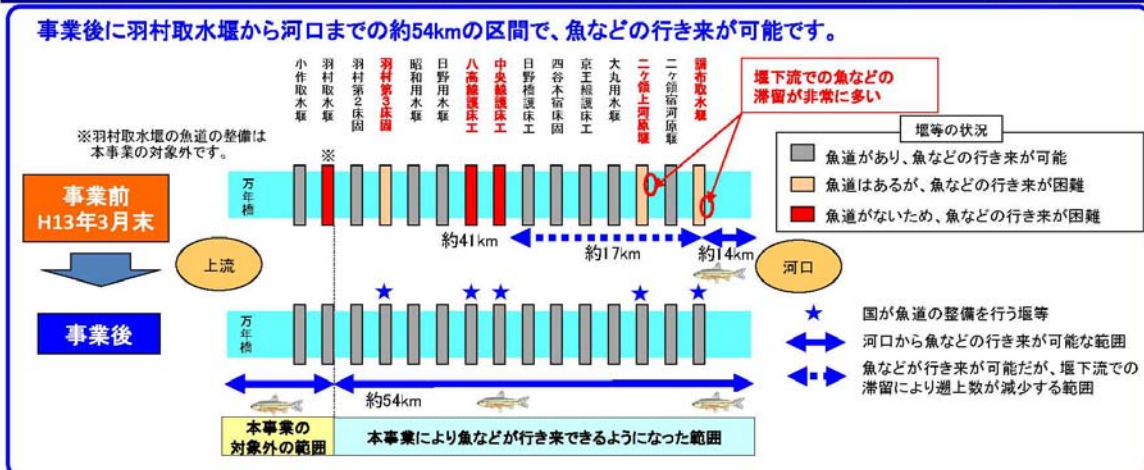 事業後に羽村取水堰から河口までの約54kmの区間で、魚などの行き来が可能です。
小作取水堰
羽村取水堰
羽村第2床固
羽村第3床固
昭和用水堰
日野用水堰
八高線護床工
中央線護床工
日野橋護床工
四谷本宿床固
京王線護床工
大丸用水堰
二ケ領上河原堰
二ケ領宿河原堰
調布取水堰
堰下流での魚などの
滞留が非常に多い
※羽村取水堰の魚道の整備は
本事業の対象外です。
※
堰等の状況
魚道があり、魚などの行き来が可能
魚道はあるが、魚などの行き来が困難
魚道がないため、魚などの行き来が困難
事業前
H13年3月末
万年橋
約41km
約17km
約14km
上流
河口
事業後
万年橋
★ ★ ★ ★ ★
★ 国が魚道の整備を行う堰等
河口から魚などの行き来が可能な範囲
魚などが行き来が可能だが、堰下流での
滞留により遡上数が減少する範囲
約54km
本事業の
対象外の範囲
本事業により魚などが行き来できるようになった範囲